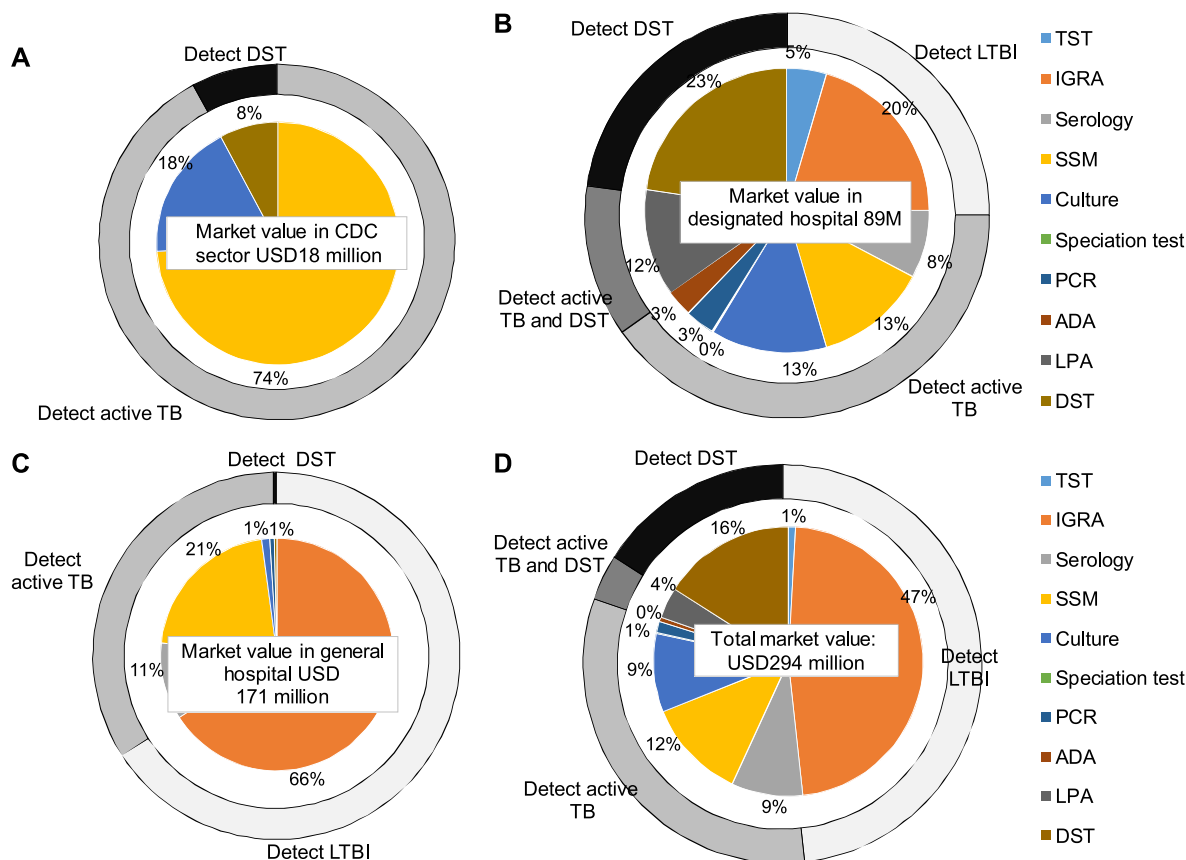 A
Detect DST
8%
18%
Market value in CDC
sector USD18 million
74%
Detect active TB
B
Detect DST
5%
Detect LTBI
23%
20%
Market value in
designated hospital 89M
12%
8%
Detect active
TB and DST
3%
3%
0%
13%
13%
Detect active
TB
TST
IGRA
Serology
SSM
Culture
Speciation test
PCR
ADA
LPA
DST
C
Detect DST
1%
1%
21%
Detect
active TB
Market value in general
hospital USD
171 million
11%
66%
Detect LTBI
D
Detect DST
1%
16%
Detect active
TB and DST
4%
47%
0%
1%
Total market value:
USD294 million
Detect
LTBI
9%
12%
9%
Detect active
TB
TST
IGRA
Serology
SSM
Culture
Speciation test
PCR
ADA
LPA
DST